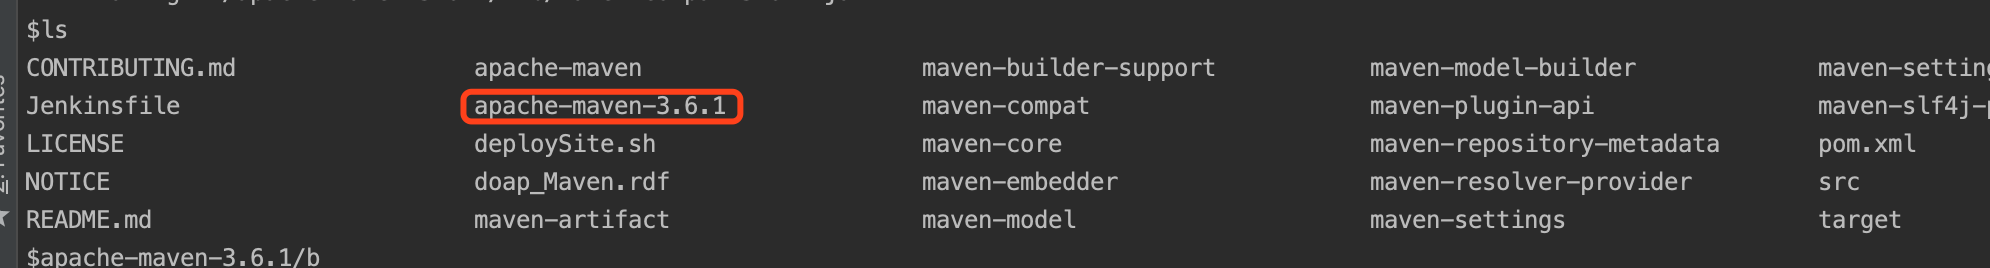 $ls
CONTRIBUTING.md apache-maven maven-builder-support maven-model-builder
Jenkinsfile apache-maven-3.6.1 maven-compat maven-plugin-api
LICENSE deploySite.sh maven-core maven-repository-metadata pom.xml
NOTICE doap_Maven.rdf maven-embedder maven-resolver-provider src
README.md maven-artifact maven-model maven-settings target
$apache-maven-3.6.1/b